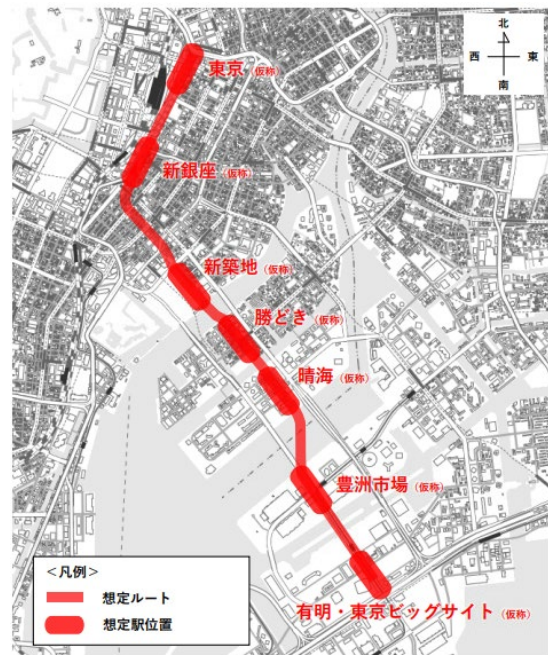 北
西 東
南
東京(仮称)
新銀座(仮称)
新築地(仮称)
勝どき(仮称)
晴海(仮称)
豊洲市場(仮称)
有明・東京ビッグサイト(仮称)
<凡例>
想定ルート
想定駅位置